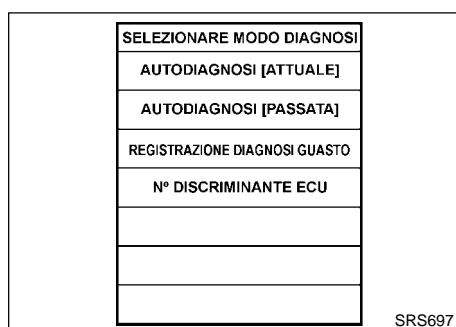 SELEZIONARE MODO DIAGNOSI
AUTODIAGNOSI [ATTUALE]
AUTODIAGNOSI [PASSATA]
REGISTRAZIONE DIAGNOSI GUASTO
Nº DISCRIMINANTE ECU
SRS697